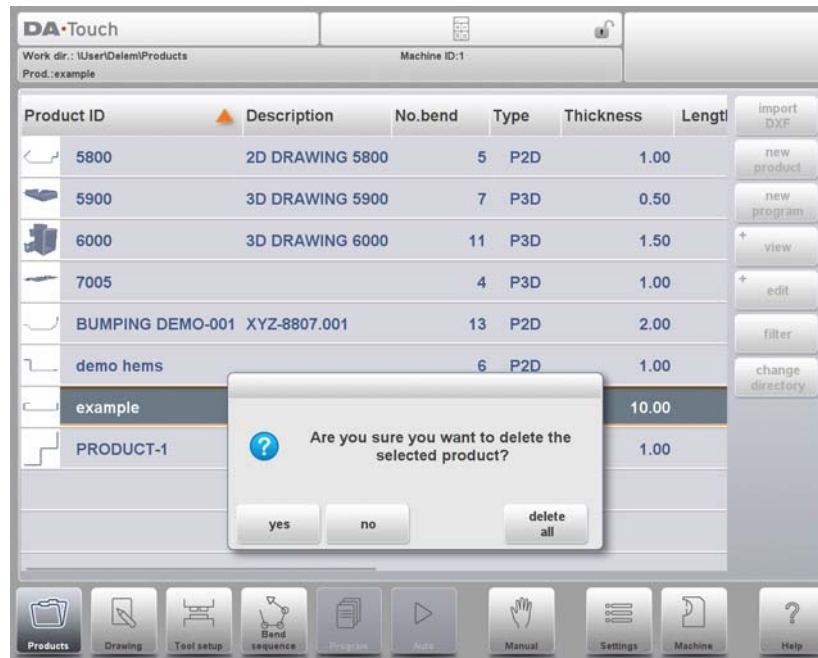 DA•Touch
Work dir.: \User\Delem\Products
Machine ID:1
Prod.:example
Product ID Description No.bend Type Thickness Lengtl
5800 2D DRAWING 5800 5 P2D 1.00
5900 3D DRAWING 5900 7 P3D 0.50
6000 3D DRAWING 6000 11 P3D 1.50
7005 4 P3D 1.00
BUMPING DEMO-001 XYZ-8807.001 13 P2D 2.00
demo hems 6 P2D 1.00
example 10.00
PRODUCT-1 1.00
import
DXF
new
product
new
program
+ view
+ edit
filter
change
directory
Are you sure you want to delete the
selected product?
yes
no
delete
all
Products
Drawing
Tool setup
Bend
sequence
Program
Auto
Manual
Settings
Machine
?
Help